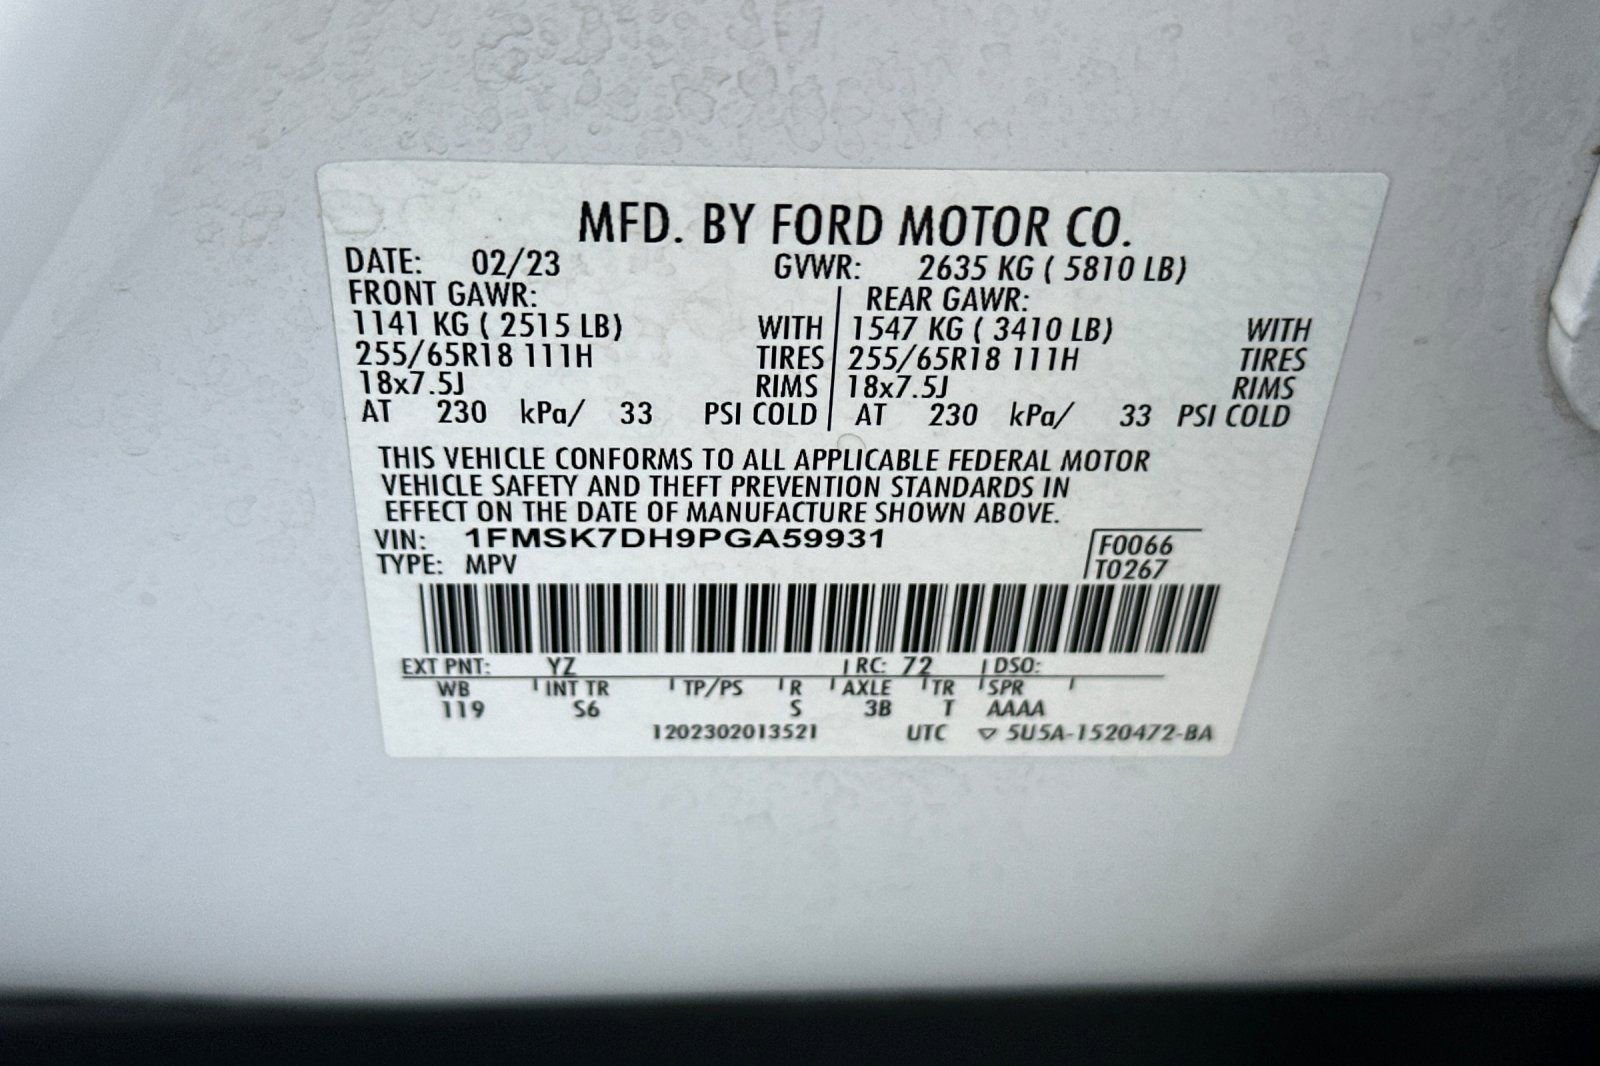 MFD. BY FORD MOTOR CO.
DATE: 02/23 GVWR: 2635 KG ( 5810 LB)
FRONT GAWR: REAR GAWR:
1141 KG ( 2515 LB) WITH 1547 KG ( 3410 LB) WITH
255/65R18 111H TIRES 255/65R18 111H TIRES
18x7.5J RIMS 18x7.5J RIMS
AT 230 kPa/ 33 PSI COLD AT 230 kPa/ 33 PSI COLD
THIS VEHICLE CONFORMS TO ALL APPLICABLE FEDERAL MOTOR
VEHICLE SAFETY AND THEFT PREVENTION STANDARDS IN
EFFECT ON THE DATE OF MANUFACTURE SHOWN ABOVE.
VIN: 1FMSK7DH9PGA59931 F0066
TYPE: MPV T0267
EXT PNT: YZ RC: 72 DSO:
WB INT TR TP/PS R AXLE TR SPR
119 S6 S 3B T AAAA
1202302013521 UTC ▽ 5U5A-1520472-BA